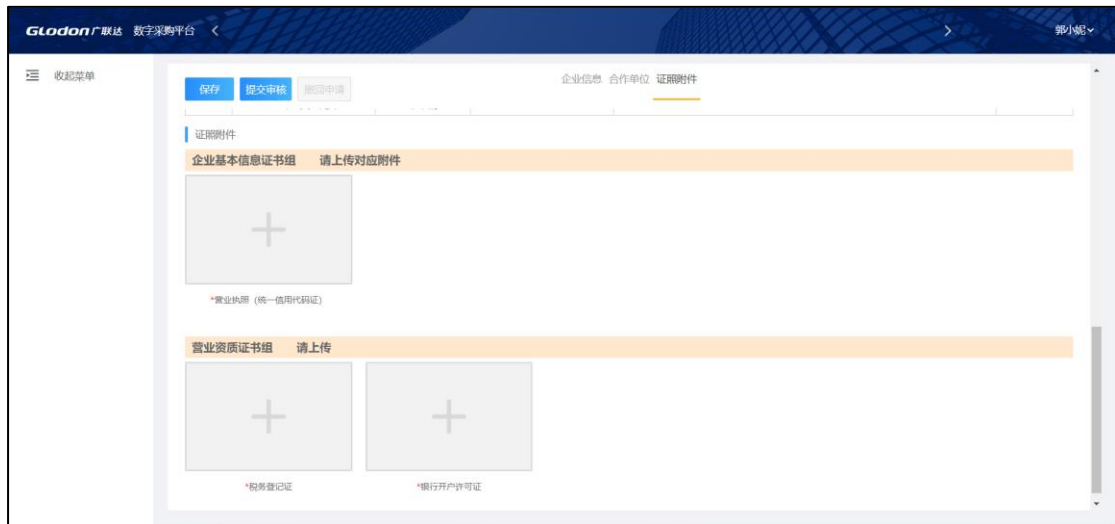 Glodon广联达 数字采购平台
郭小妮
收起菜单
保存 提交审核 撤回申请
企业信息 合作单位 证照附件
证照附件
企业基本信息证书组 请上传对应附件
*营业执照（统一信用代码证）
营业资质证书组 请上传
*税务登记证 *银行开户许可证